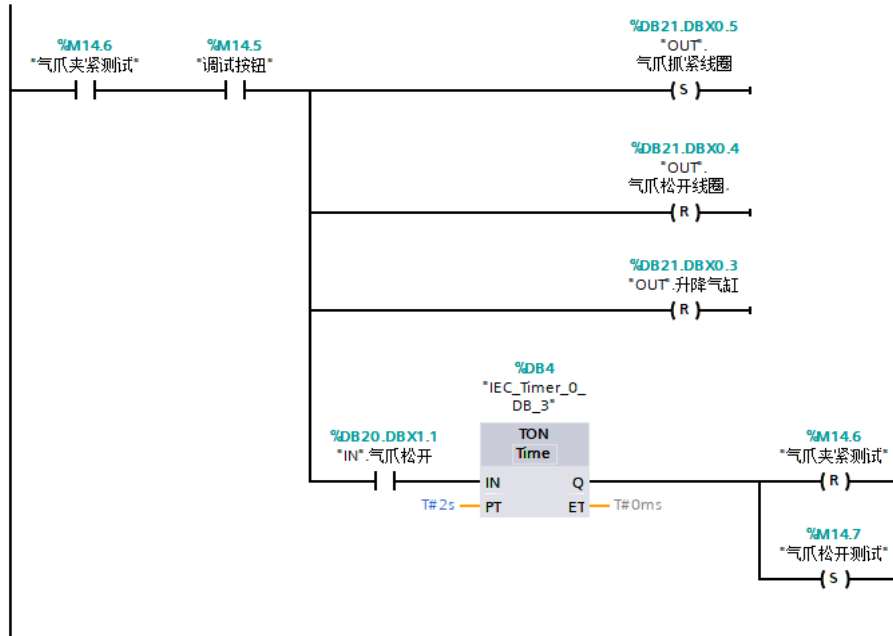 %M14.6
"气爪夹紧测试"
%M14.5
"调试按钮"
%DB21.DBX0.5
"OUT".
气爪抓紧线圈
S
%DB21.DBX0.4
"OUT".
气爪松开线圈.
R
%DB21.DBX0.3
"OUT".升降气缸
R
%DB4
"IEC_Timer_0_
DB_3"
%DB20.DBX1.1
"IN".气爪松开
TON
Time
IN
Q
T#2s
PT
ET
T#0ms
%M14.6
"气爪夹紧测试"
R
%M14.7
"气爪松开测试"
S